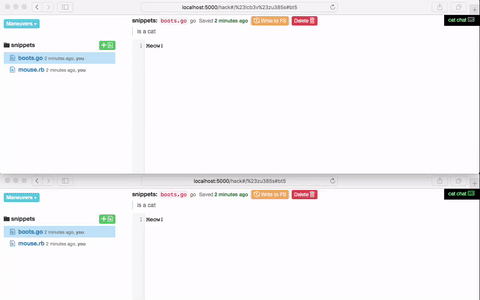 localhost:5000/hack#/%23lcb3v%23zu385s#bt5
Maneuvers
snippets: boots.go go Saved 2 minutes ago Write to FS Delete
cat chat
is a cat
snippets
1 Meow!
boots.go 2 minutes ago, you
mouse.rb 2 minutes ago, you
localhost:5000/hack#/%23zu385s#bt5
Maneuvers
snippets: boots.go go Saved 2 minutes ago Write to FS Delete
cat chat
is a cat
snippets
1 Meow!
boots.go 2 minutes ago, you
mouse.rb 2 minutes ago, you